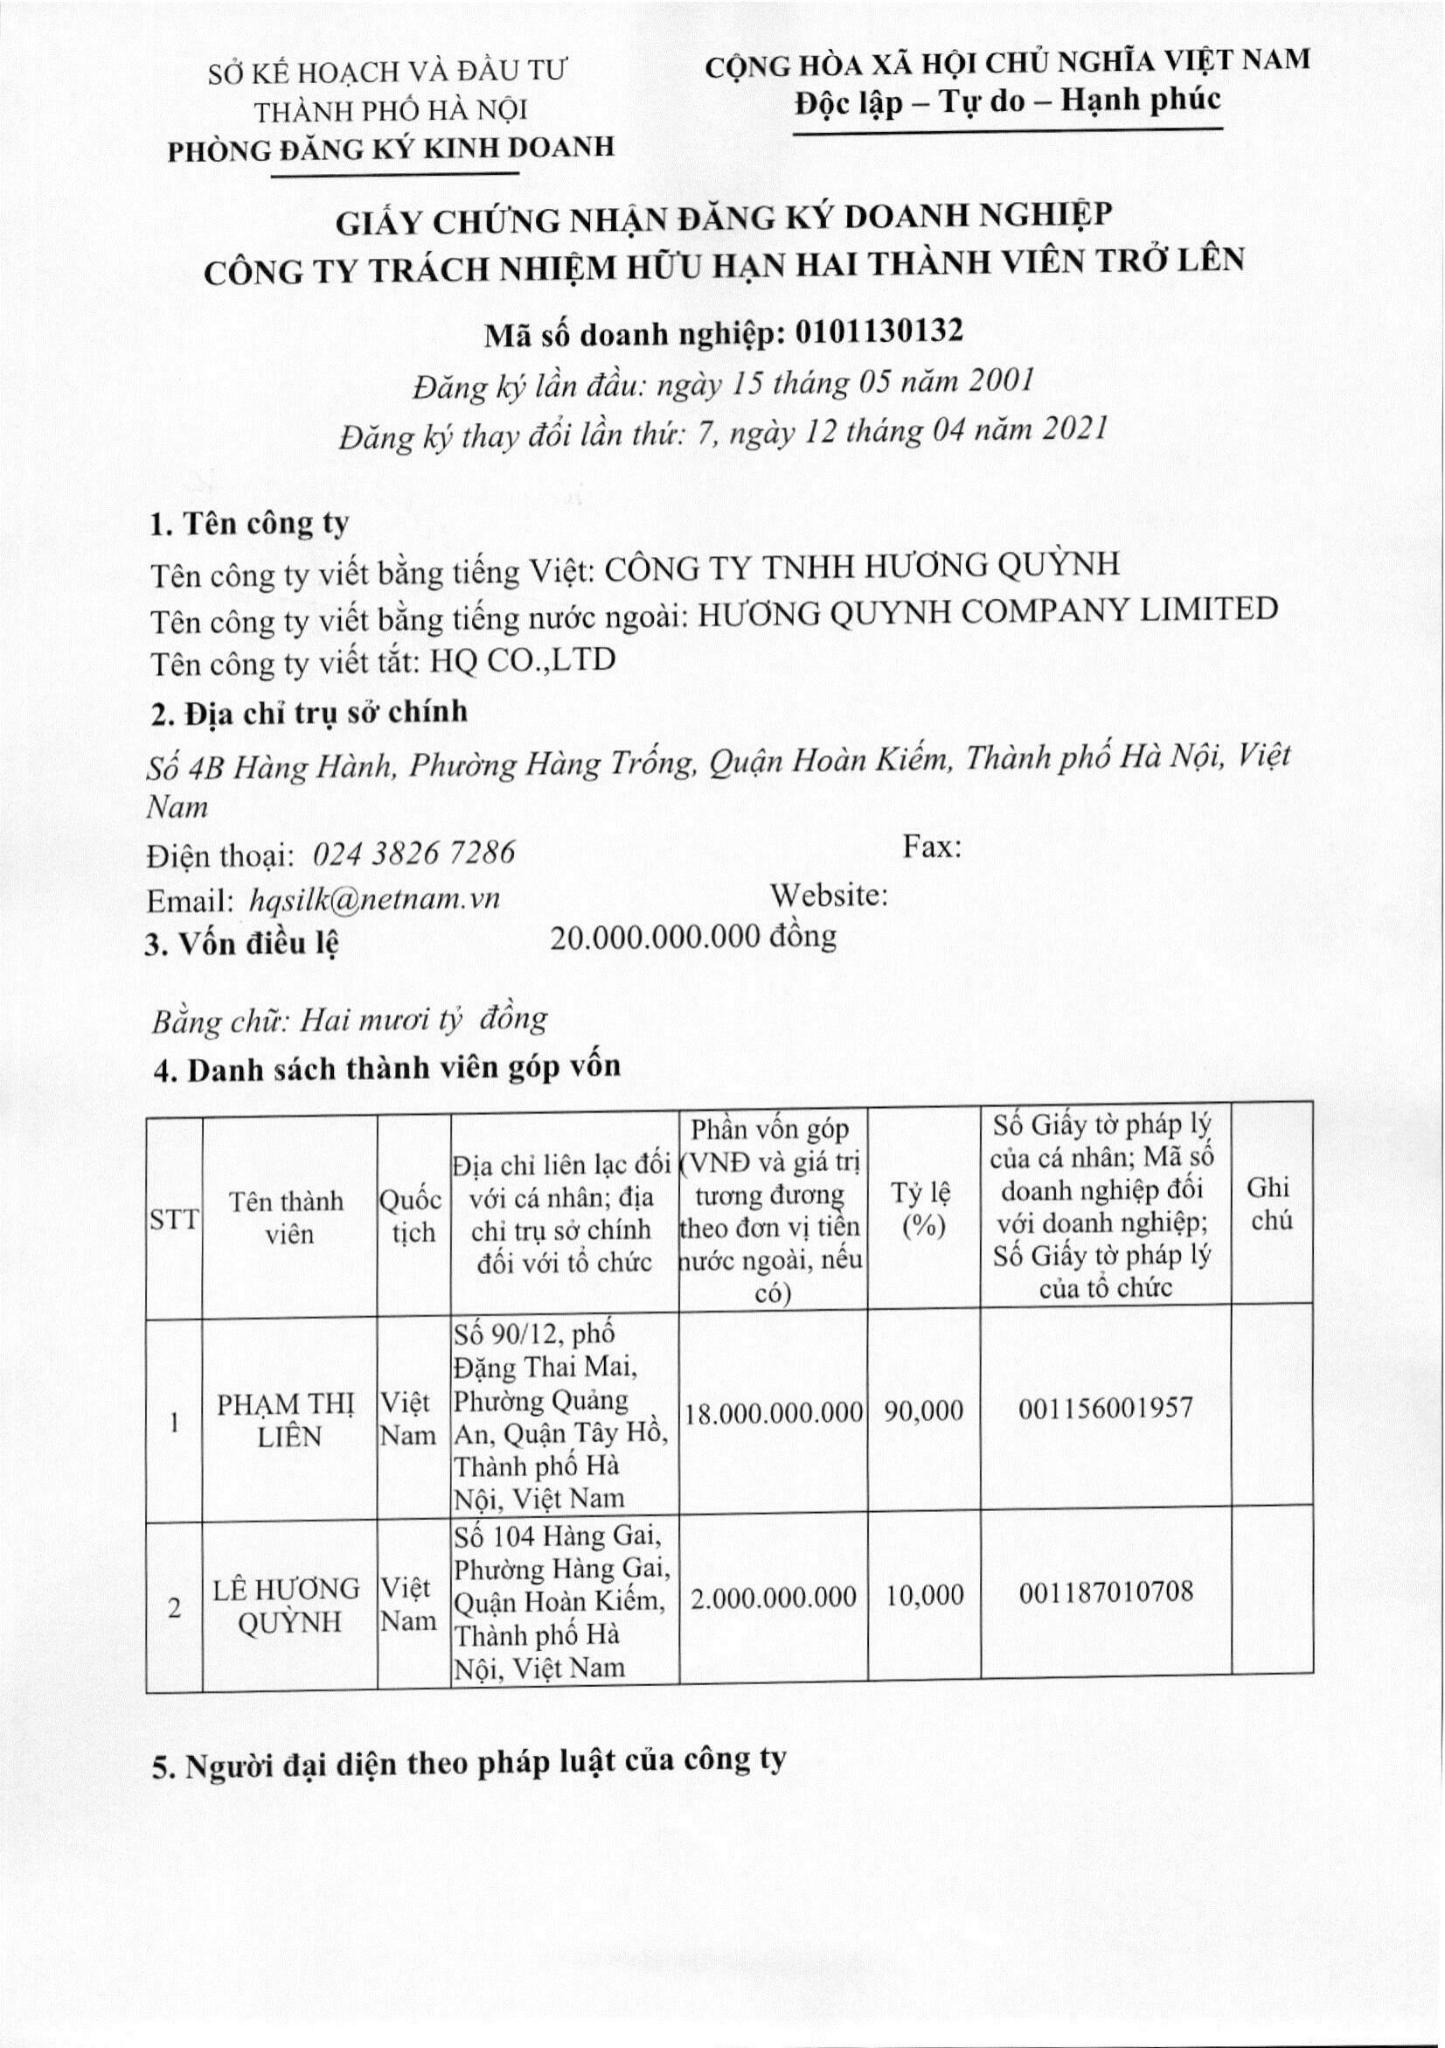 SỞ KẾ HOẠCH VÀ ĐẦU TƯ
THÀNH PHỐ HÀ NỘI
PHÒNG ĐĂNG KÝ KINH DOANH
CỘNG HÒA XÃ HỘI CHỦ NGHĨA VIỆT NAM
Độc lập – Tự do – Hạnh phúc
GIẤY CHỨNG NHẬN ĐĂNG KÝ DOANH NGHIỆP
CÔNG TY TRÁCH NHIỆM HỮU HẠN HAI THÀNH VIÊN TRỞ LÊN
Mã số doanh nghiệp: 0101130132
Đăng ký lần đầu: ngày 15 tháng 05 năm 2001
Đăng ký thay đổi lần thứ: 7, ngày 12 tháng 04 năm 2021
1. Tên công ty
Tên công ty viết bằng tiếng Việt: CÔNG TY TNHH HƯƠNG QUỲNH
Tên công ty viết bằng tiếng nước ngoài: HƯƠNG QUYNH COMPANY LIMITED
Tên công ty viết tắt: HQ CO.,LTD
2. Địa chỉ trụ sở chính
Số 4B Hàng Hành, Phường Hàng Trống, Quận Hoàn Kiếm, Thành phố Hà Nội, Việt
Nam
Điện thoại: 024 3826 7286 Fax:
Email: hqsilk@netnam.vn Website:
3. Vốn điều lệ 20.000.000.000 đồng
Bằng chữ: Hai mươi tỷ đồng
4. Danh sách thành viên góp vốn
STT
Tên thành
viên
Quốc
tịch
Địa chỉ liên lạc đối
với cá nhân; địa
chỉ trụ sở chính
đối với tổ chức
Phần vốn góp
(VNĐ và giá trị
tương đương
theo đơn vị tiền
nước ngoài, nếu
có)
Tỷ lệ
(%)
Số Giấy tờ pháp lý
của cá nhân; Mã số
doanh nghiệp đối
với doanh nghiệp;
Số Giấy tờ pháp lý
của tổ chức
Ghi
chú
1
PHẠM THỊ
LIÊN
Việt
Nam
Số 90/12, phố
Đặng Thai Mai,
Phường Quảng
An, Quận Tây Hồ,
Thành phố Hà
Nội, Việt Nam
18.000.000.000
90,000
001156001957
2
LÊ HƯƠNG
QUỲNH
Việt
Nam
Số 104 Hàng Gai,
Phường Hàng Gai,
Quận Hoàn Kiếm,
Thành phố Hà
Nội, Việt Nam
2.000.000.000
10,000
001187010708
5. Người đại diện theo pháp luật của công ty